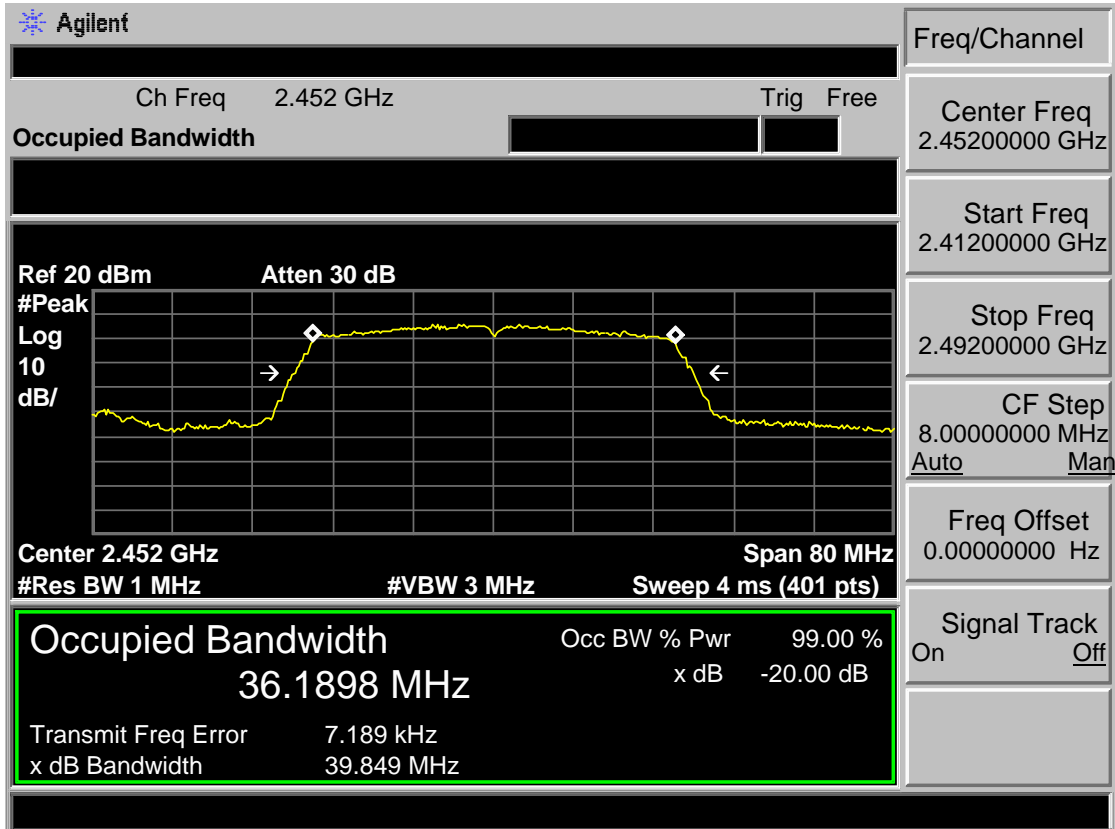 Agilent
Ch Freq 2.452 GHz Trig Free
Occupied Bandwidth
Ref 20 dBm Atten 30 dB
#Peak
Log
10
dB/
Center 2.452 GHz Span 80 MHz
#Res BW 1 MHz #VBW 3 MHz Sweep 4 ms (401 pts)
Occupied Bandwidth
36.1898 MHz
Occ BW % Pwr 99.00 %
x dB -20.00 dB
Transmit Freq Error 7.189 kHz
x dB Bandwidth 39.849 MHz
Freq/Channel
Center Freq
2.45200000 GHz
Start Freq
2.41200000 GHz
Stop Freq
2.49200000 GHz
CF Step
8.00000000 MHz
Auto Man
Freq Offset
0.00000000 Hz
Signal Track
On Off